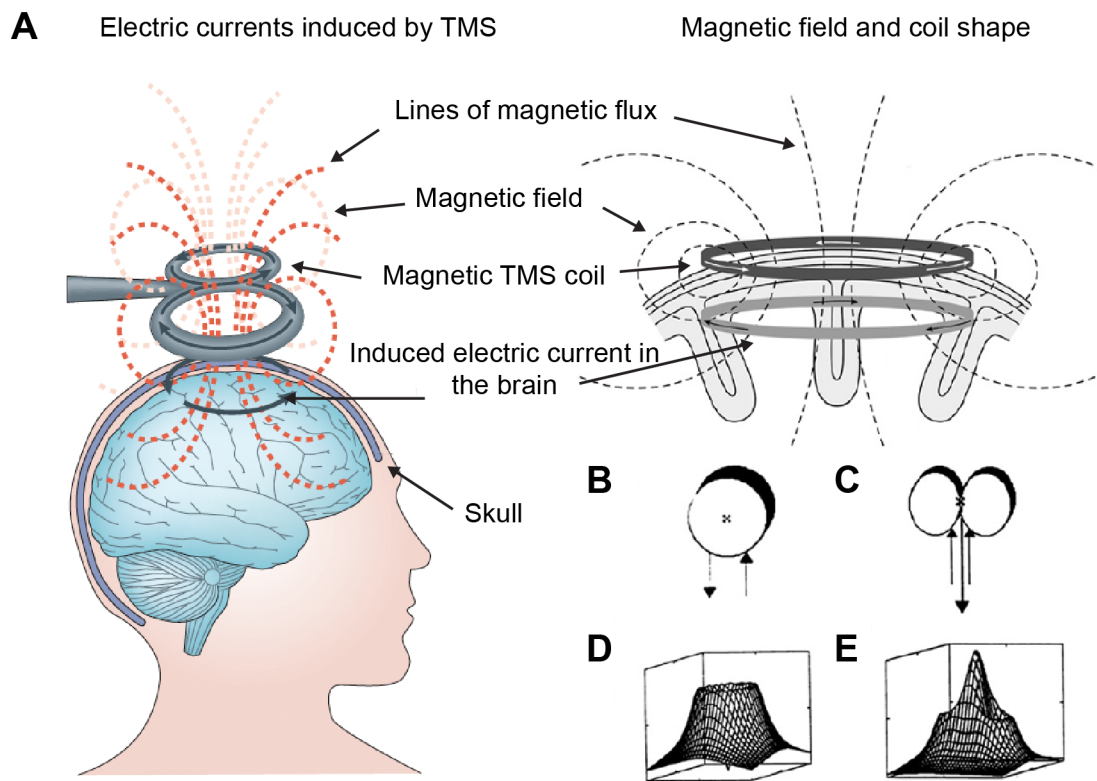 A
Electric currents induced by TMS
Magnetic field and coil shape
Lines of magnetic flux
Magnetic field
Magnetic TMS coil
Induced electric current in
the brain
Skull
B
C
D
E